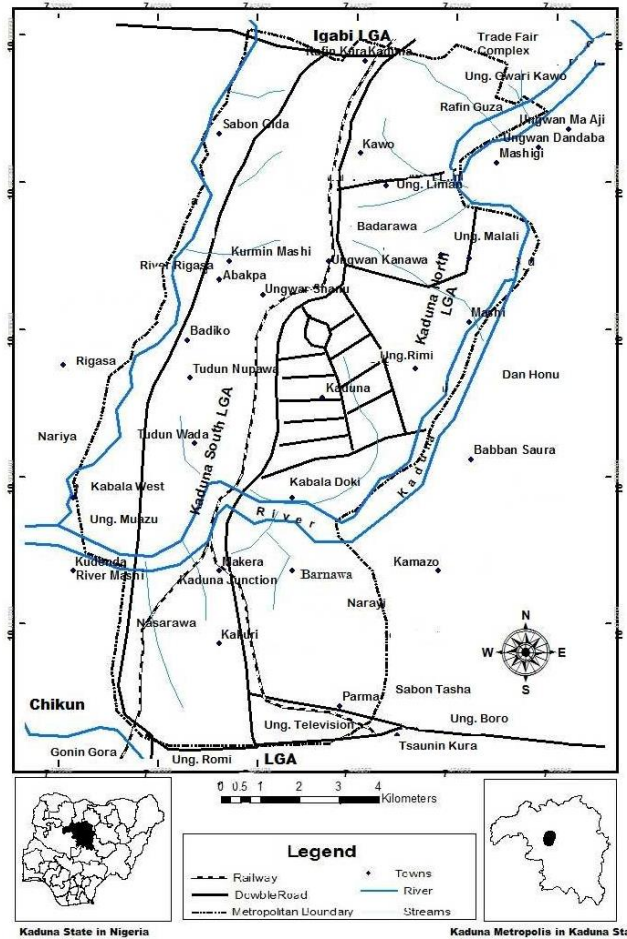 Igabi LGA
Trade Fair
Complex
Rafin Kura Kaduna
Ung. Gwari Kawo
Rafin Guza
Sabon Gida
Ungwan Ma Aji
Ungwan Dandaba
Mashigi
Kawo
Ung. Liman
Badarawa
Ung. Malali
Kurmin Mashi
Ungwan Kanawa
River Rigasa
Abakpa
Ungwar Shanu
Kaduna North
LGA
Mashi
Badiko
Ung.Rimi
Rigasa
Tudun Nupawa
Dan Honu
Kaduna
Kaduna South LGA
Nariya
Tudun Wada
Babban Saura
Kabala West
Kabala Doki
Ung. Muazu
River
Kaduna
Kudenda
River Mashi
Makera
Kaduna Junction
Barnawa
Kamazo
Narayi
Nasarawa
Kakuri
N
W
E
S
Chikun
Parma
Sabon Tasha
Ung. Television
Ung. Boro
Gonin Gora
Ung. Romi
LGA
Tsaunin Kura
0 0.5 1 2 3 4
Kilometers
Legend
Railway
Towns
DowbleRoad
River
Metropolitan Boundary
Streams
Kaduna State in Nigeria
Kaduna Metropolis in Kaduna Sta